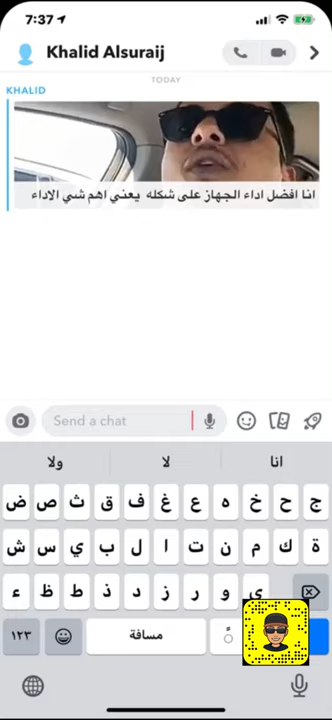 7:37
Khalid Alsuraij
TODAY
KHALID
انا افضل اداء الجهاز على شكله يعني اهم شي الاداء
Send a chat
انا لا ولا
ض ص ث ق ف غ ع ه خ ح ج
ش س ي ب ل ا ت ن م ك ة
ء ظ ط ذ د ز ر و ى
١٢٣ مسافة